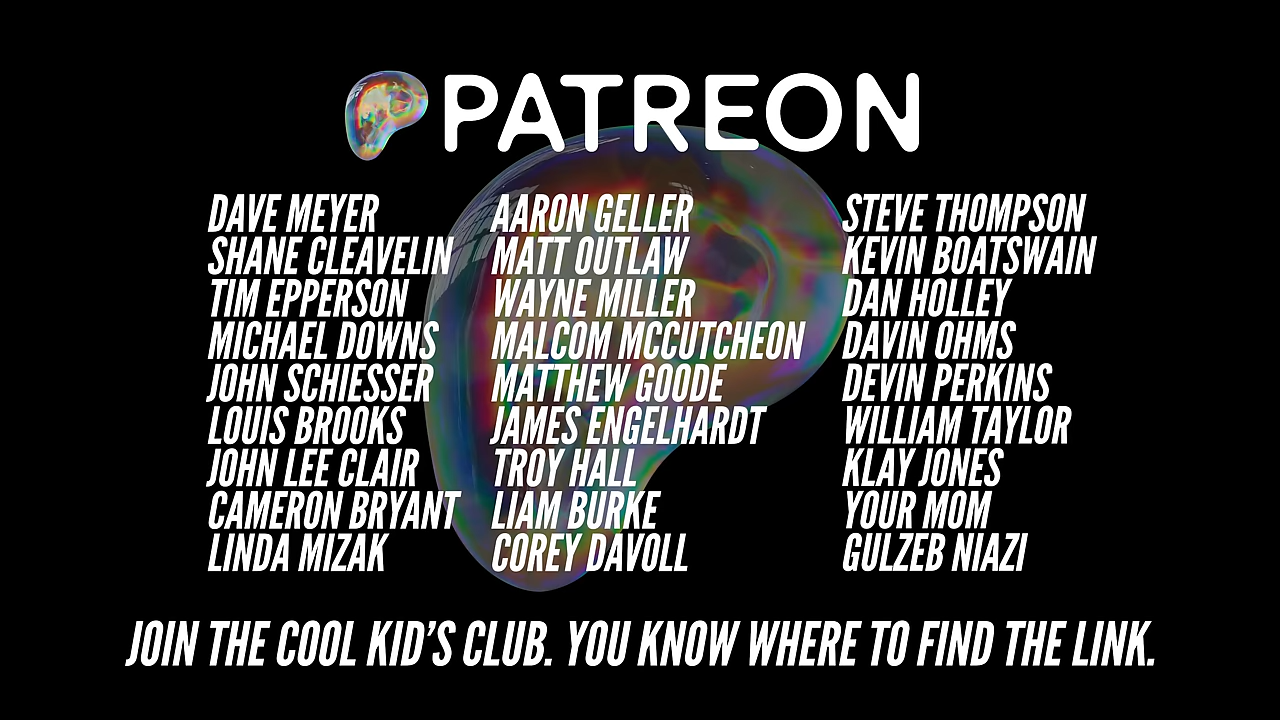 PATREON
DAVE MEYER
SHANE CLEAVELIN
TIM EPPERSON
MICHAEL DOWNS
JOHN SCHIESSER
LOUIS BROOKS
JOHN LEE CLAIR
CAMERON BRYANT
LINDA MIZAK
AARON GELLER
MATT OUTLAW
WAYNE MILLER
MALCOM MCCUTCHEON
MATTHEW GOODE
JAMES ENGELHARDT
TROY HALL
LIAM BURKE
COREY DAVOLL
STEVE THOMPSON
KEVIN BOATSWAIN
DAN HOLLEY
DAVIN OHMS
DEVIN PERKINS
WILLIAM TAYLOR
KLAY JONES
YOUR MOM
GULZEB NIAZI
JOIN THE COOL KID’S CLUB. YOU KNOW WHERE TO FIND THE LINK.